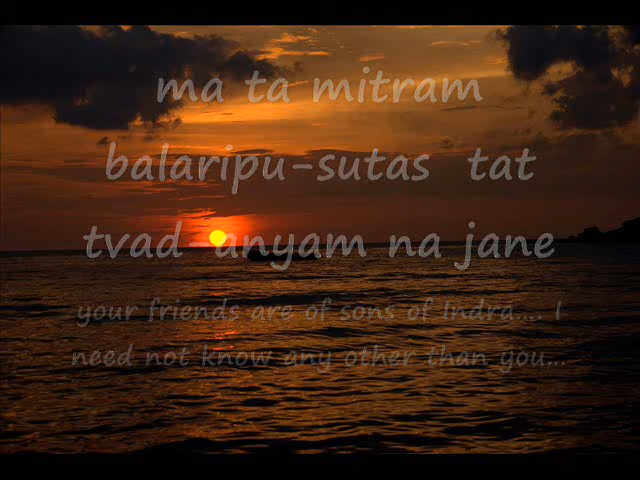 ma ta mitram
balaripu-sutas tat
tvad anyam na jane
your friends are of sons of Indra.... I
need not know any other than you...